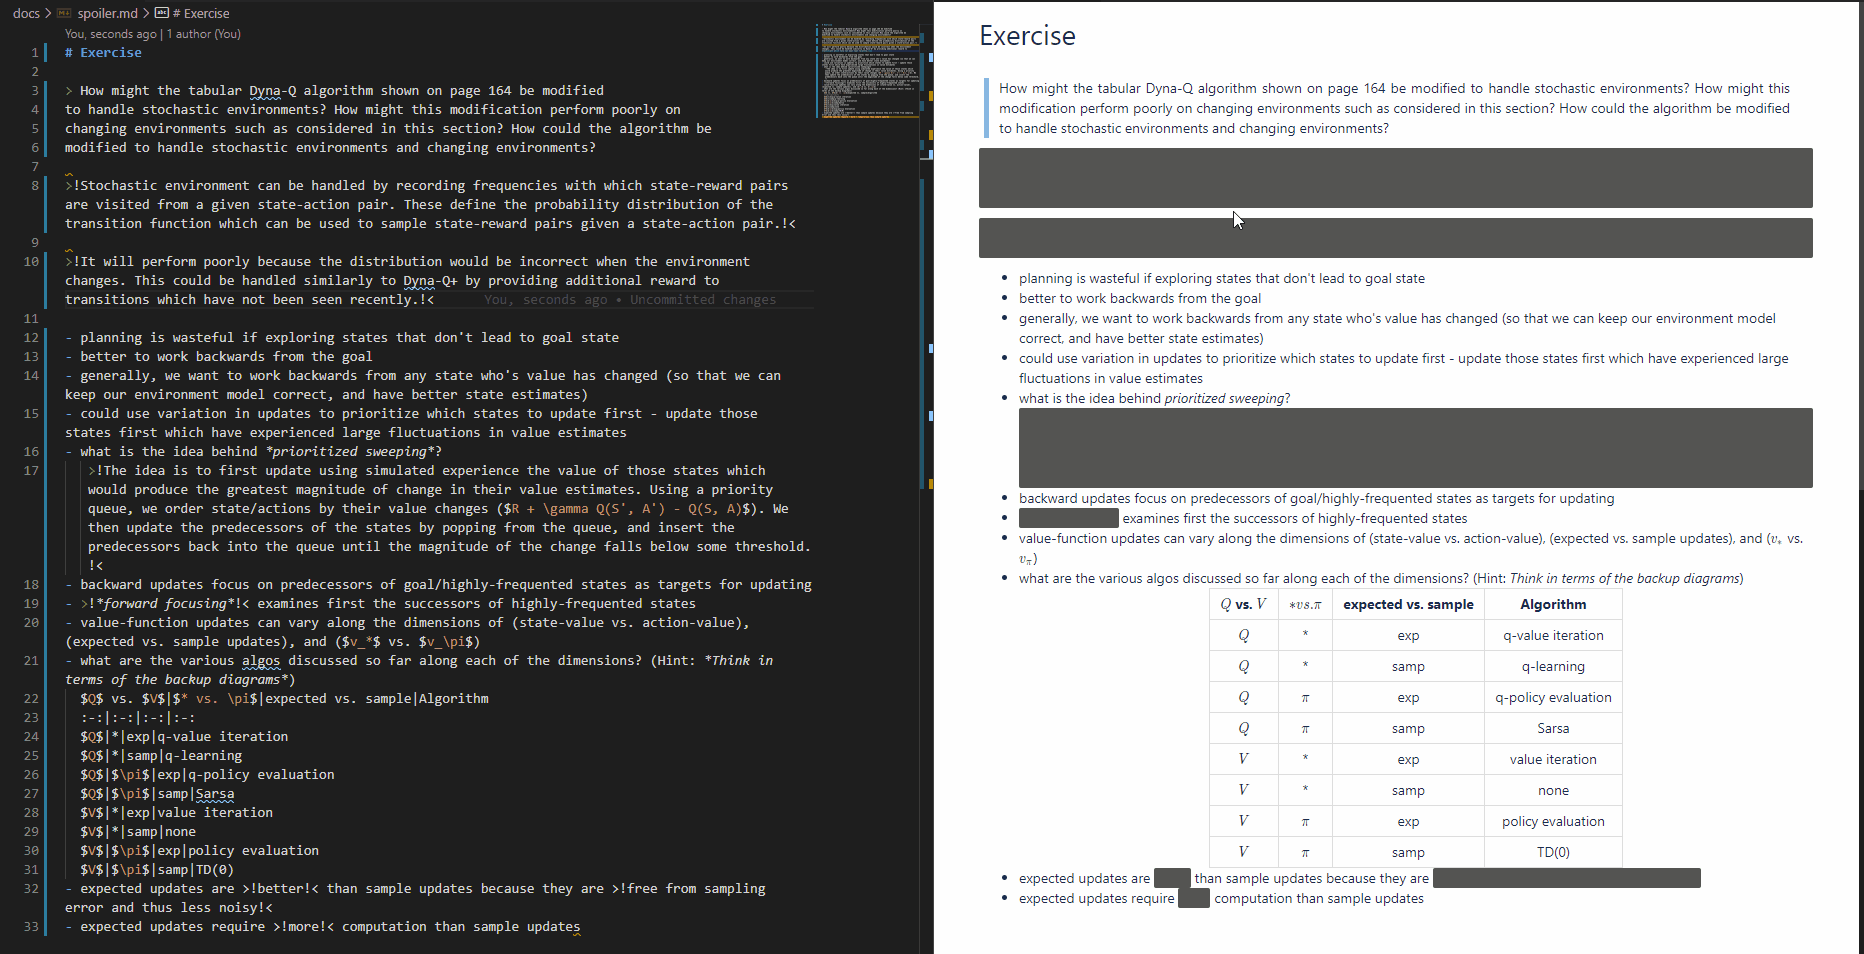 docs > spoiler.md > # Exercise
You, seconds ago | 1 author (You)
1 # Exercise
2
3 > How might the tabular Dyna-Q algorithm shown on page 164 be modified
4 to handle stochastic environments? How might this modification perform poorly on
5 changing environments such as considered in this section? How could the algorithm be
6 modified to handle stochastic environments and changing environments?
7
8 >!Stochastic environment can be handled by recording frequencies with which state-reward pairs
are visited from a given state-action pair. These define the probability distribution of the
transition function which can be used to sample state-reward pairs given a state-action pair.!<
9
10 >!It will perform poorly because the distribution would be incorrect when the environment
changes. This could be handled similarly to Dyna-Q+ by providing additional reward to
transitions which have not been seen recently.!< You, seconds ago • Uncommitted changes
11
12 - planning is wasteful if exploring states that don't lead to goal state
13 - better to work backwards from the goal
14 - generally, we want to work backwards from any state who's value has changed (so that we can
keep our environment model correct, and have better state estimates)
15 - could use variation in updates to prioritize which states to update first - update those
states first which have experienced large fluctuations in value estimates
16 - what is the idea behind *prioritized sweeping*?
17 >!The idea is to first update using simulated experience the value of those states which
would produce the greatest magnitude of change in their value estimates. Using a priority
queue, we order state/actions by their value changes ($R + \gamma Q(S', A') - Q(S, A)$). We
then update the predecessors of the states by popping from the queue, and insert the
predecessors back into the queue until the magnitude of the change falls below some threshold.
!<
18 - backward updates focus on predecessors of goal/highly-frequented states as targets for updating
19 - >!*forward focusing*!< examines first the successors of highly-frequented states
20 - value-function updates can vary along the dimensions of (state-value vs. action-value),
(expected vs. sample updates), and ($v_*$ vs. $v_\pi$)
21 - what are the various algos discussed so far along each of the dimensions? (Hint: *Think in
terms of the backup diagrams*)
22 $Q$ vs. $V$|$* vs. \pi$|expected vs. sample|Algorithm
23 :-:|:-:|:-:|:-:
24 $Q$|*|exp|q-value iteration
25 $Q$|*|samp|q-learning
26 $Q$|$\pi$|exp|q-policy evaluation
27 $Q$|$\pi$|samp|Sarsa
28 $V$|*|exp|value iteration
29 $V$|*|samp|none
30 $V$|$\pi$|exp|policy evaluation
31 $V$|$\pi$|samp|TD(0)
32 - expected updates are >!better!< than sample updates because they are >!free from sampling
error and thus less noisy!<
33 - expected updates require >!more!< computation than sample updates
Exercise
How might the tabular Dyna-Q algorithm shown on page 164 be modified to handle stochastic environments? How might this
modification perform poorly on changing environments such as considered in this section? How could the algorithm be modified
to handle stochastic environments and changing environments?
• planning is wasteful if exploring states that don't lead to goal state
• better to work backwards from the goal
• generally, we want to work backwards from any state who's value has changed (so that we can keep our environment model
correct, and have better state estimates)
• could use variation in updates to prioritize which states to update first - update those states first which have experienced large
fluctuations in value estimates
• what is the idea behind prioritized sweeping?
• backward updates focus on predecessors of goal/highly-frequented states as targets for updating
• examines first the successors of highly-frequented states
• value-function updates can vary along the dimensions of (state-value vs. action-value), (expected vs. sample updates), and (v* vs.
vπ)
• what are the various algos discussed so far along each of the dimensions? (Hint: Think in terms of the backup diagrams)
Q vs. V *vs.π expected vs. sample Algorithm
Q * exp q-value iteration
Q * samp q-learning
Q π exp q-policy evaluation
Q π samp Sarsa
V * exp value iteration
V * samp none
V π exp policy evaluation
V π samp TD(0)
• expected updates are than sample updates because they are
• expected updates require computation than sample updates